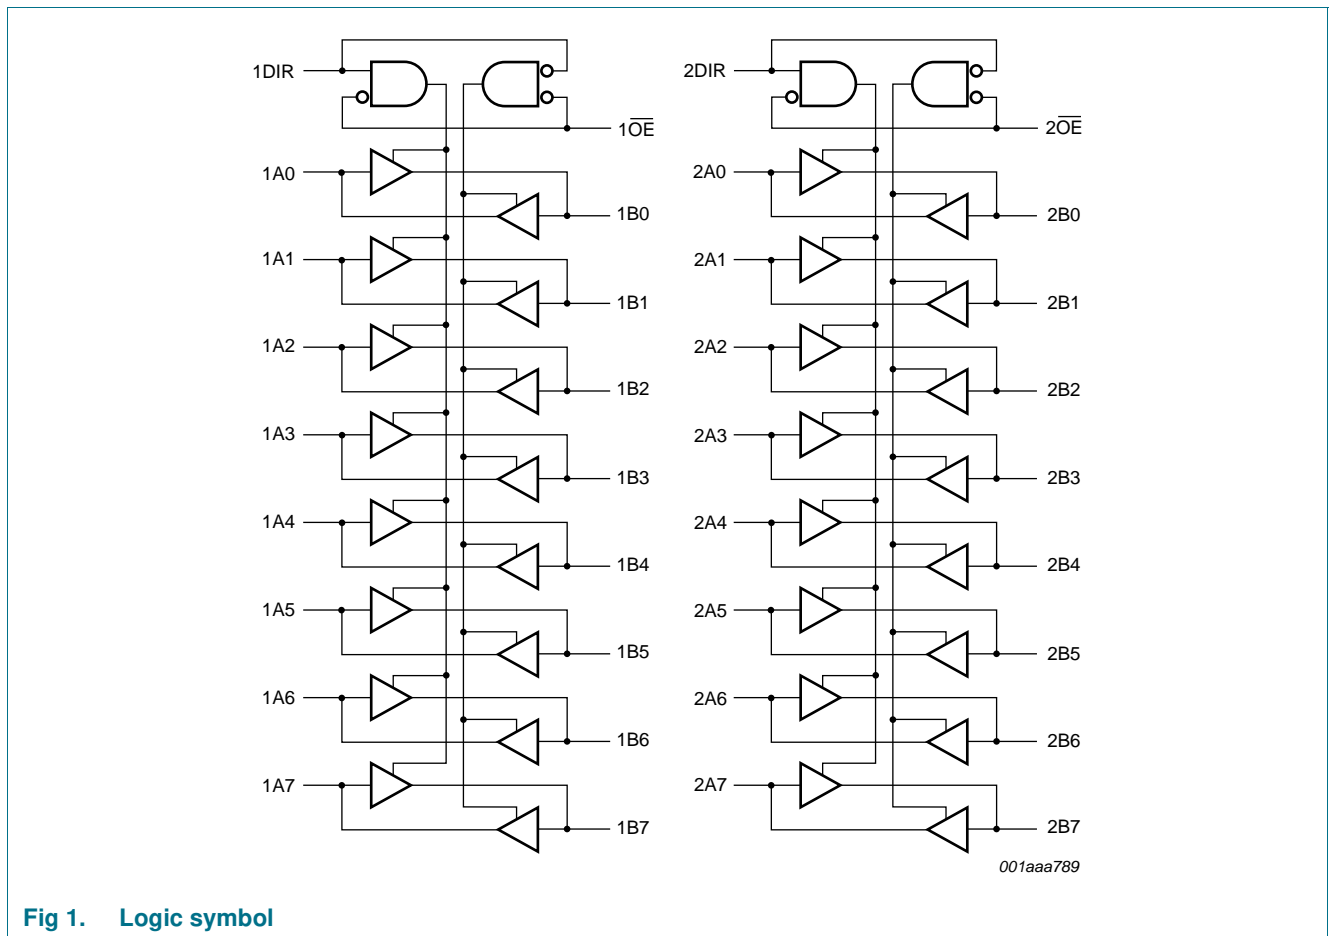 1DIR 2DIR
1OE 2OE
1A0 2A0
1B0 2B0
1A1 2A1
1B1 2B1
1A2 2A2
1B2 2B2
1A3 2A3
1B3 2B3
1A4 2A4
1B4 2B4
1A5 2A5
1B5 2B5
1A6 2A6
1B6 2B6
1A7 2A7
1B7 2B7
001aaa789
Fig 1. Logic symbol